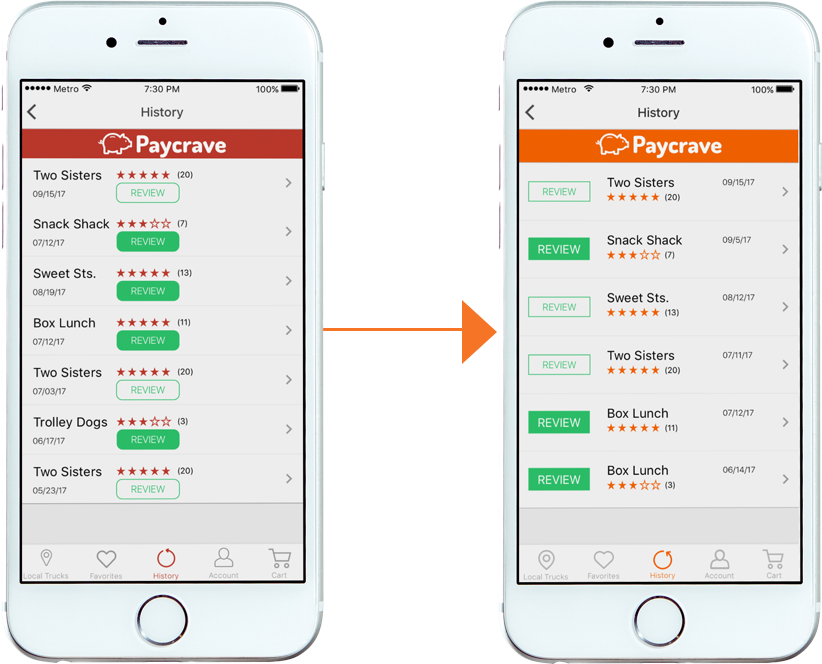 Metro 7:30 PM 100%
History
Paycrave
Two Sisters (20)
09/15/17 REVIEW
Snack Shack (7)
07/12/17 REVIEW
Sweet Sts. (13)
08/19/17 REVIEW
Box Lunch (11)
07/12/17 REVIEW
Two Sisters (20)
07/03/17 REVIEW
Trolley Dogs (3)
06/17/17 REVIEW
Two Sisters (20)
05/23/17 REVIEW
Local Trucks Favorites History Account Cart
Metro 7:30 PM 100%
History
Paycrave
Two Sisters 09/15/17
REVIEW (20)
Snack Shack 09/5/17
REVIEW (7)
Sweet Sts. 08/12/17
REVIEW (13)
Two Sisters 07/11/17
REVIEW (20)
Box Lunch 07/12/17
REVIEW (11)
Box Lunch 06/14/17
REVIEW (3)
Local Trucks Favorites History Account Cart